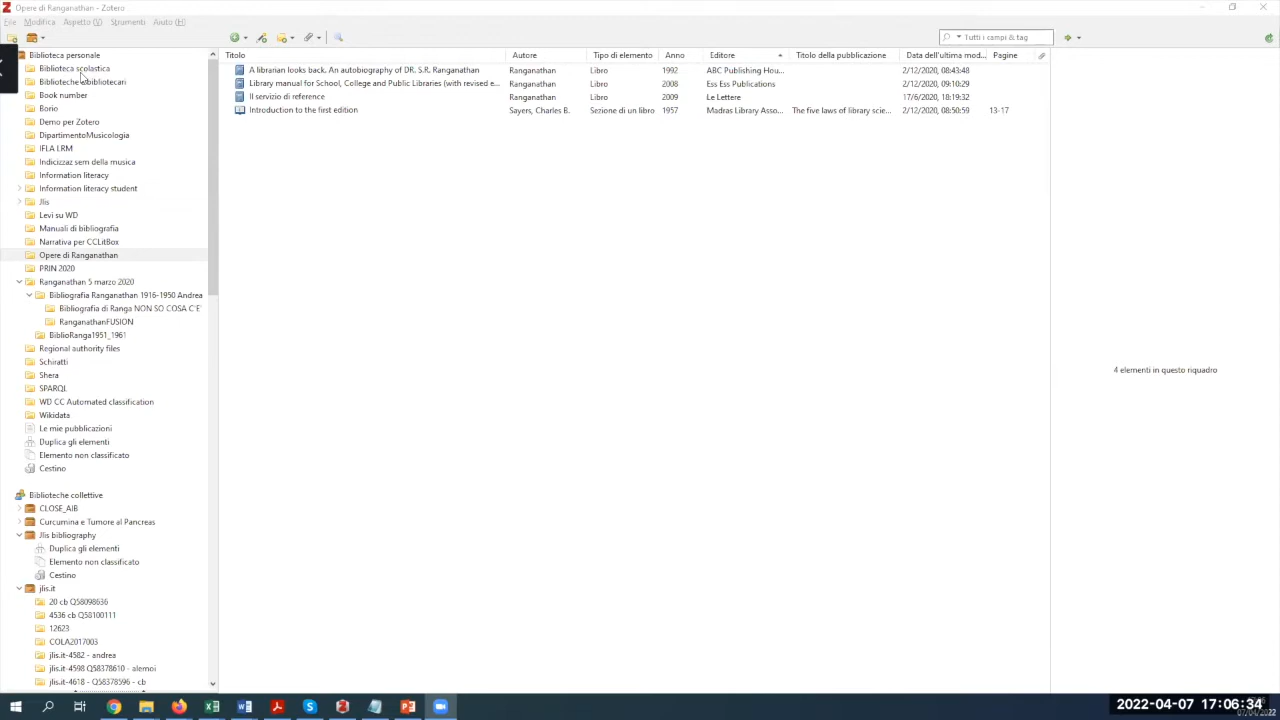 Opere di Ranganathan - Zotero
File Modifica Aspetto (V) Strumenti Aiuto (H)
Tutti i campi & tag
Biblioteca personale
Biblioteca scolastica
Book number
Borio
Demo per Zotero
DipartimentoMusicologia
IFLA LRM
Indicizzaz sem della musica
Information literacy
Information literacy student
Jlis
Levi su WD
Manuali di bibliografia
Narrativa per CCLitBox
Opere di Ranganathan
PRIN 2020
Ranganathan 5 marzo 2020
Bibliografia Ranganathan 1916-1950 Andrea
Bibliografia di Ranga NON SO COSA C'E'
RanganathanFUSION
BiblioRanga1951_1961
Regional authority files
Schiratti
Shera
SPARQL
WD CC Automated classification
Wikidata
Le mie pubblicazioni
Duplica gli elementi
Elemento non classificato
Cestino
Biblioteche collettive
CLOSE_AIB
Curcumina e Tumore al Pancreas
Jlis bibliography
Duplica gli elementi
Elemento non classificato
Cestino
jlis.it
20 cb Q58098636
4536 cb Q58100111
12623
COLA2017003
jlis.it-4582 - andrea
jlis.it-4598 Q58378610 - alemoi
jlis.it-4618 - Q58378596 - cb
Titolo Autore Tipo di elemento Anno Editore Titolo della pubblicazione Data dell'ultima mod... Pagine
A librarian looks back. An autobiography of DR. S.R. Ranganathan Ranganathan Libro 1992 ABC Publishing Hou... 2/12/2020, 08:43:48
Library manual for School, College and Public Libraries (with revised e... Ranganathan Libro 2008 Ess Ess Publications 2/12/2020, 09:10:29
Il servizio di reference Ranganathan Libro 2009 Le Lettere 17/6/2020, 18:19:32
Introduction to the first edition Sayers, Charles B. Sezione di un libro 1957 Madras Library Asso... The five laws of library scie... 2/12/2020, 08:50:59 13-17
4 elementi in questo riquadro
2022-04-07 17:06:34
07/04/2022